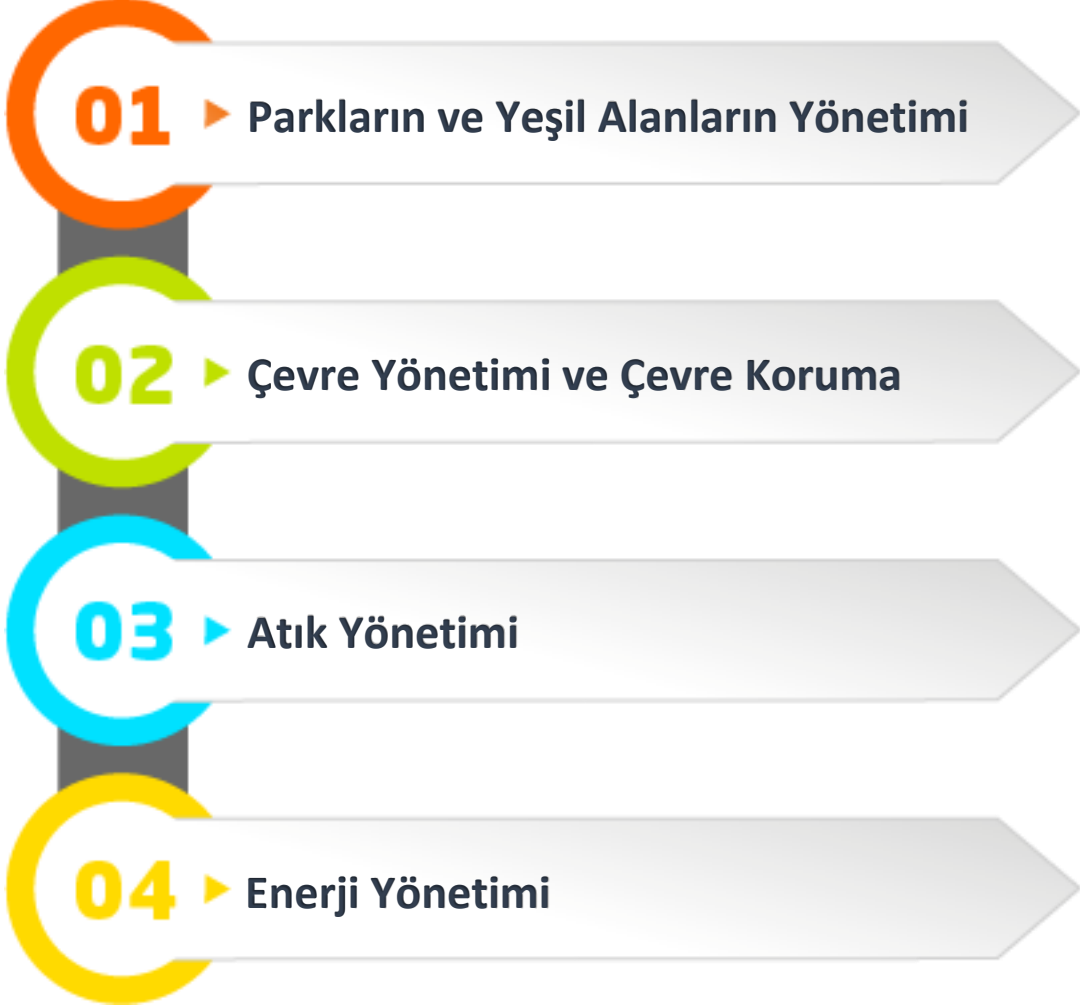 01 Parkların ve Yeşil Alanların Yönetimi
02 Çevre Yönetimi ve Çevre Koruma
03 Atık Yönetimi
04 Enerji Yönetimi